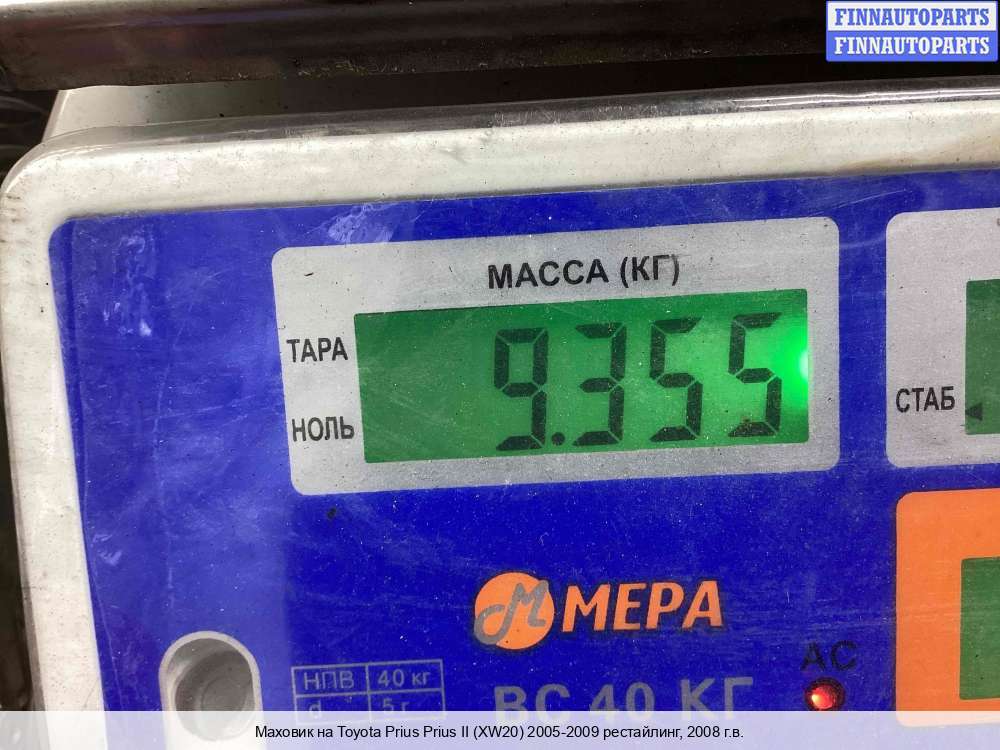 FINNAUTOPARTS
FINNAUTOPARTS
МАССА (КГ)
ТАРА
9.355
НОЛЬ
СТАБ
М МЕРА
НПВ 40 кг
d 5 г
AC
ВС 40 КГ
Маховик на Toyota Prius Prius II (XW20) 2005-2009 рестайлинг, 2008 г.в.